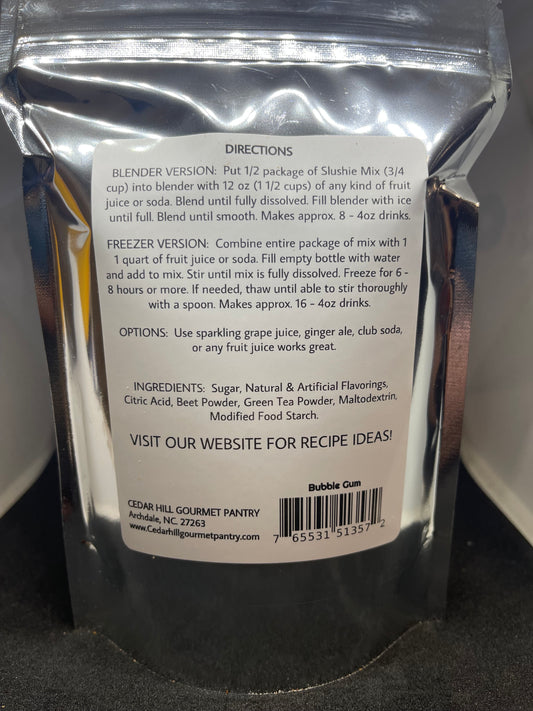 DIRECTIONS
BLENDER VERSION: Put 1/2 package of Slushie Mix (3/4
cup) into blender with 12 oz (1 1/2 cups) of any kind of fruit
juice or soda. Blend until fully dissolved. Fill blender with ice
until full. Blend until smooth. Makes approx. 8 - 4oz drinks.
FREEZER VERSION: Combine entire package of mix with 1
1 quart of fruit juice or soda. Fill empty bottle with water
and add to mix. Stir until mix is fully dissolved. Freeze for 6 -
8 hours or more. If needed, thaw until able to stir thoroughly
with a spoon. Makes approx. 16 - 4oz drinks.
OPTIONS: Use sparkling grape juice, ginger ale, club soda,
or any fruit juice works great.
INGREDIENTS: Sugar, Natural & Artificial Flavorings,
Citric Acid, Beet Powder, Green Tea Powder, Maltodextrin,
Modified Food Starch.
VISIT OUR WEBSITE FOR RECIPE IDEAS!
Bubble Gum
CEDAR HILL GOURMET PANTRY
Archdale, NC. 27263
www.Cedarhillgourmetpantry.com
7 65531 51357 2